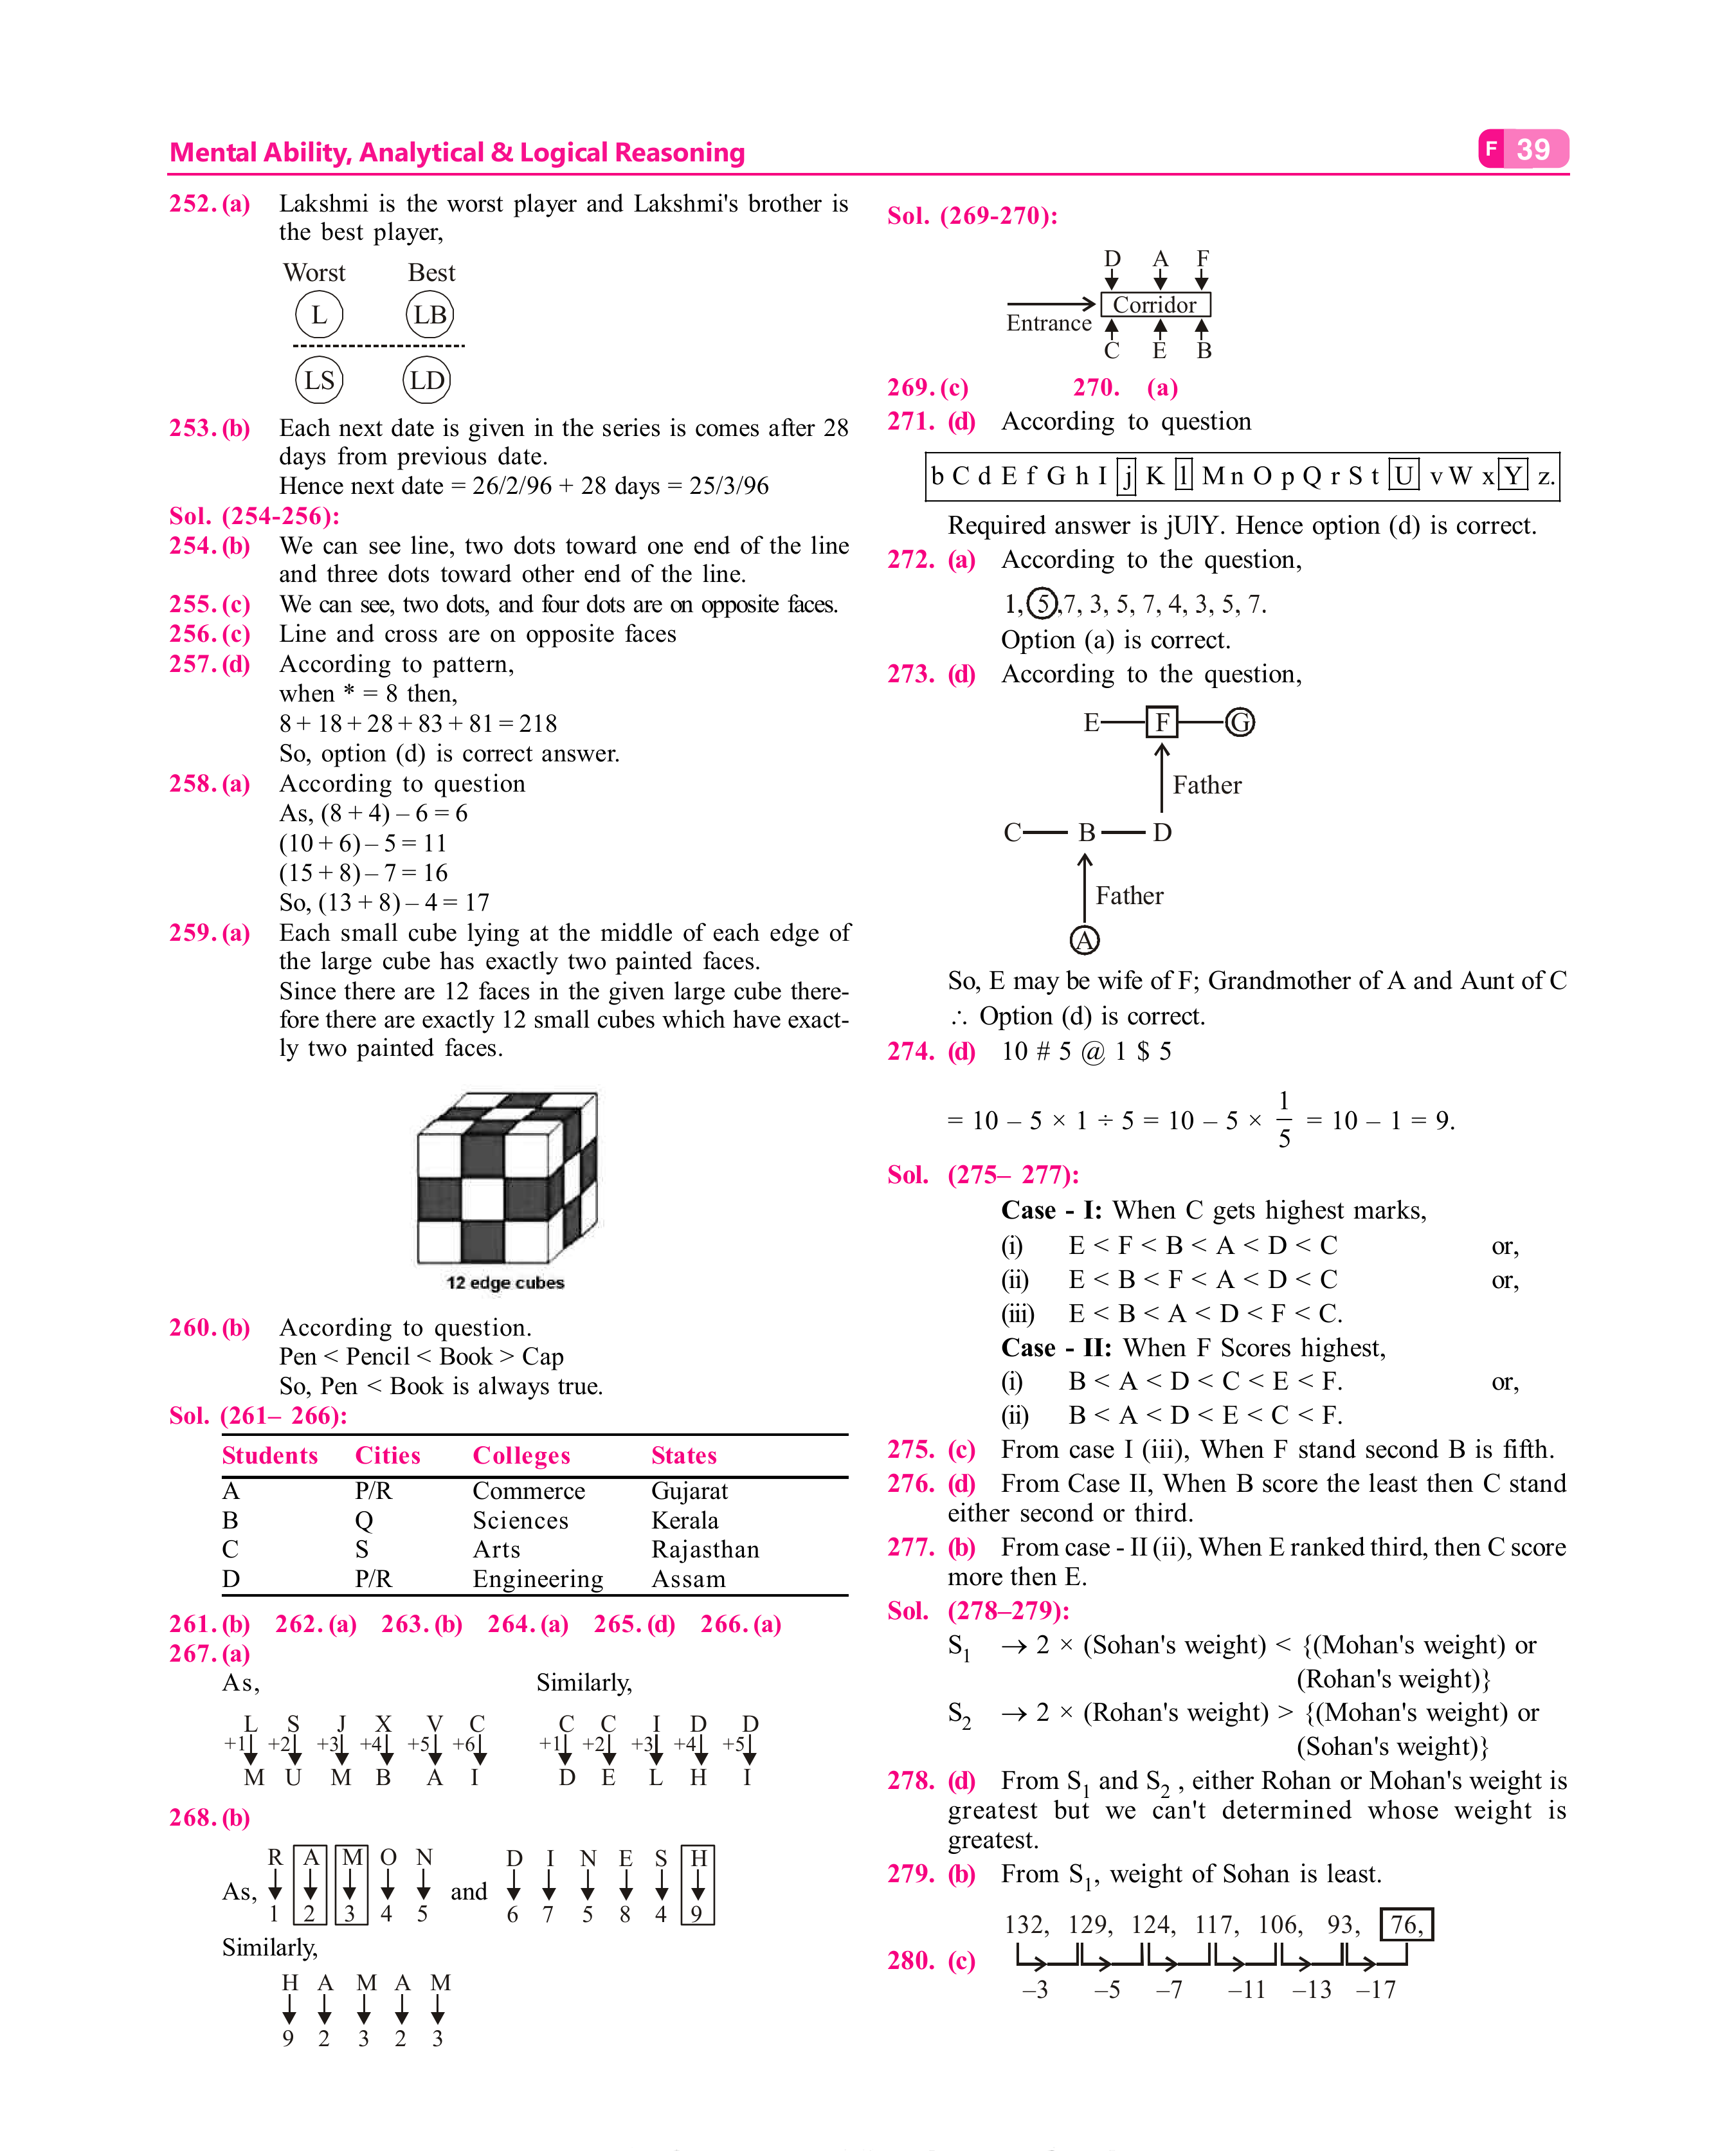 Mental Ability, Analytical & Logical Reasoning
F 39
252. (a) Lakshmi is the worst player and Lakshmi's brother is
the best player,
Worst Best
L LB
LS LD
253. (b) Each next date is given in the series is comes after 28
days from previous date.
Hence next date = 26/2/96 + 28 days = 25/3/96
Sol. (254-256):
254. (b) We can see line, two dots toward one end of the line
and three dots toward other end of the line.
255. (c) We can see, two dots, and four dots are on opposite faces.
256. (c) Line and cross are on opposite faces
257. (d) According to pattern,
when * = 8 then,
8 + 18 + 28 + 83 + 81 = 218
So, option (d) is correct answer.
258. (a) According to question
As, (8 + 4) – 6 = 6
(10 + 6) – 5 = 11
(15 + 8) – 7 = 16
So, (13 + 8) – 4 = 17
259. (a) Each small cube lying at the middle of each edge of
the large cube has exactly two painted faces.
Since there are 12 faces in the given large cube there-
fore there are exactly 12 small cubes which have exact-
ly two painted faces.
12 edge cubes
260. (b) According to question.
Pen < Pencil < Book > Cap
So, Pen < Book is always true.
Sol. (261– 266):
Students Cities Colleges States
A P/R Commerce Gujarat
B Q Sciences Kerala
C S Arts Rajasthan
D P/R Engineering Assam
261. (b) 262. (a) 263. (b) 264. (a) 265. (d) 266. (a)
267. (a)
As, Similarly,
L S J X V C C C I D D
+1 +2 +3 +4 +5 +6 +1 +2 +3 +4 +5
M U M B A I D E L H I
268. (b)
R A M O N D I N E S H
As, and
1 2 3 4 5 6 7 5 8 4 9
Similarly,
H A M A M
9 2 3 2 3
Sol. (269-270):
D A F
Corridor
Entrance
C E B
269. (c) 270. (a)
271. (d) According to question
b C d E f G h I j K l M n O p Q r S t U v W x Y z.
Required answer is jUlY. Hence option (d) is correct.
272. (a) According to the question,
1, 5, 7, 3, 5, 7, 4, 3, 5, 7.
Option (a) is correct.
273. (d) According to the question,
E F G
Father
C B D
Father
A
So, E may be wife of F; Grandmother of A and Aunt of C
∴ Option (d) is correct.
274. (d) 10 # 5 @ 1 $ 5
= 10 – 5 × 1 ÷ 5 = 10 – 5 × 1/5 = 10 – 1 = 9.
Sol. (275– 277):
Case - I: When C gets highest marks,
(i) E < F < B < A < D < C or,
(ii) E < B < F < A < D < C or,
(iii) E < B < A < D < F < C.
Case - II: When F Scores highest,
(i) B < A < D < C < E < F. or,
(ii) B < A < D < E < C < F.
275. (c) From case I (iii), When F stand second B is fifth.
276. (d) From Case II, When B score the least then C stand
either second or third.
277. (b) From case - II (ii), When E ranked third, then C score
more then E.
Sol. (278–279):
S1 → 2 × (Sohan's weight) < {(Mohan's weight) or
(Rohan's weight)}
S2 → 2 × (Rohan's weight) > {(Mohan's weight) or
(Sohan's weight)}
278. (d) From S1 and S2 , either Rohan or Mohan's weight is
greatest but we can't determined whose weight is
greatest.
279. (b) From S1, weight of Sohan is least.
132, 129, 124, 117, 106, 93, 76,
280. (c)
–3 –5 –7 –11 –13 –17